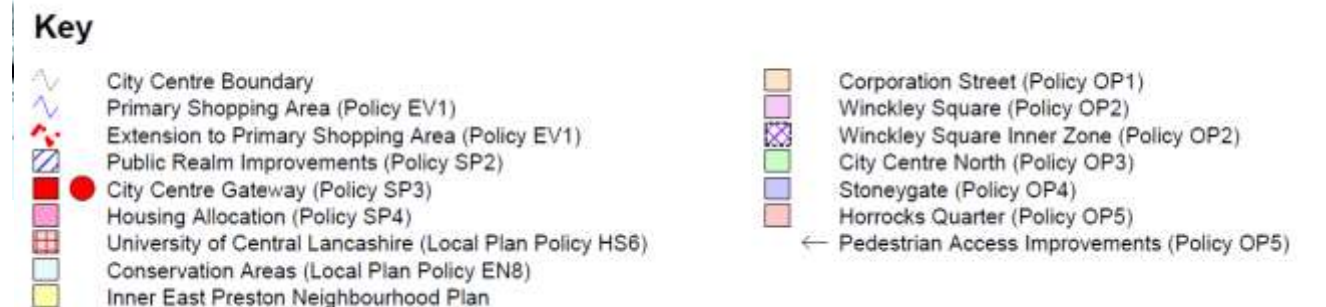 Key
City Centre Boundary
Primary Shopping Area (Policy EV1)
Extension to Primary Shopping Area (Policy EV1)
Public Realm Improvements (Policy SP2)
City Centre Gateway (Policy SP3)
Housing Allocation (Policy SP4)
University of Central Lancashire (Local Plan Policy HS6)
Conservation Areas (Local Plan Policy EN8)
Inner East Preston Neighbourhood Plan
Corporation Street (Policy OP1)
Winckley Square (Policy OP2)
Winckley Square Inner Zone (Policy OP2)
City Centre North (Policy OP3)
Stoneygate (Policy OP4)
Horrocks Quarter (Policy OP5)
Pedestrian Access Improvements (Policy OP5)